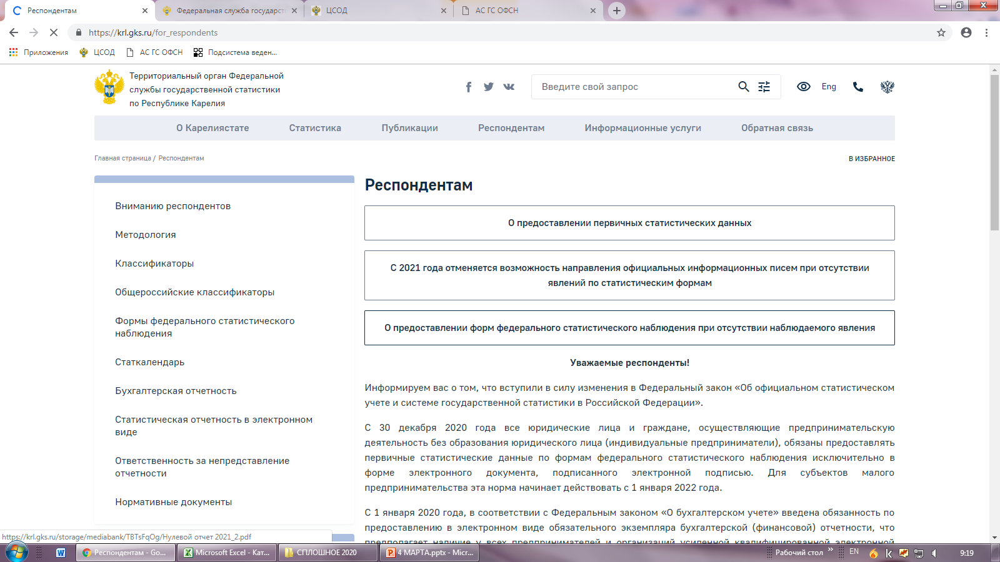 Респондентам
Федеральная служба государст
ЦСОД
АС ГС ОФСН
https://krl.gks.ru/for_respondents
Приложения
ЦСОД
АС ГС ОФСН
Подсистема веден...
Территориальный орган Федеральной
службы государственной статистики
по Республике Карелия
Введите свой запрос
Eng
О Карелиястате
Статистика
Публикации
Респондентам
Информационные услуги
Обратная связь
Главная страница / Респондентам
В ИЗБРАННОЕ
Вниманию респондентов
Методология
Классификаторы
Общероссийские классификаторы
Формы федерального статистического
наблюдения
Статкалендарь
Бухгалтерская отчетность
Статистическая отчетность в электронном
виде
Ответственность за непредставление
отчетности
Нормативные документы
Респондентам
О предоставлении первичных статистических данных
С 2021 года отменяется возможность направления официальных информационных писем при отсутствии
явлений по статистическим формам
О предоставлении форм федерального статистического наблюдения при отсутствии наблюдаемого явления
Уважаемые респонденты!
Информируем вас о том, что вступили в силу изменения в Федеральный закон «Об официальном статистическом
учете и системе государственной статистики в Российской Федерации».
С 30 декабря 2020 года все юридические лица и граждане, осуществляющие предпринимательскую
деятельность без образования юридического лица (индивидуальные предприниматели), обязаны предоставлять
первичные статистические данные по формам федерального статистического наблюдения исключительно в
форме электронного документа, подписанного электронной подписью. Для субъектов малого
предпринимательства эта норма начинает действовать с 1 января 2022 года.
С 1 января 2020 года, в соответствии с Федеральным законом «О бухгалтерском учете» введена обязанность по
предоставлению в электронном виде обязательного экземпляра бухгалтерской (финансовой) отчетности, что
предполагает наличие у всех предпринимателей и организаций усиленной квалифицированной электронной
https://krl.gks.ru/storage/mediabank/TBTsFqOg/Нулевой отчет 2021_2.pdf
Респондентам - Go...
Microsoft Excel - Кат...
СПЛОШНОЕ 2020
4 МАРТА.pptx - Micr...
Рабочий стол
EN
9:19